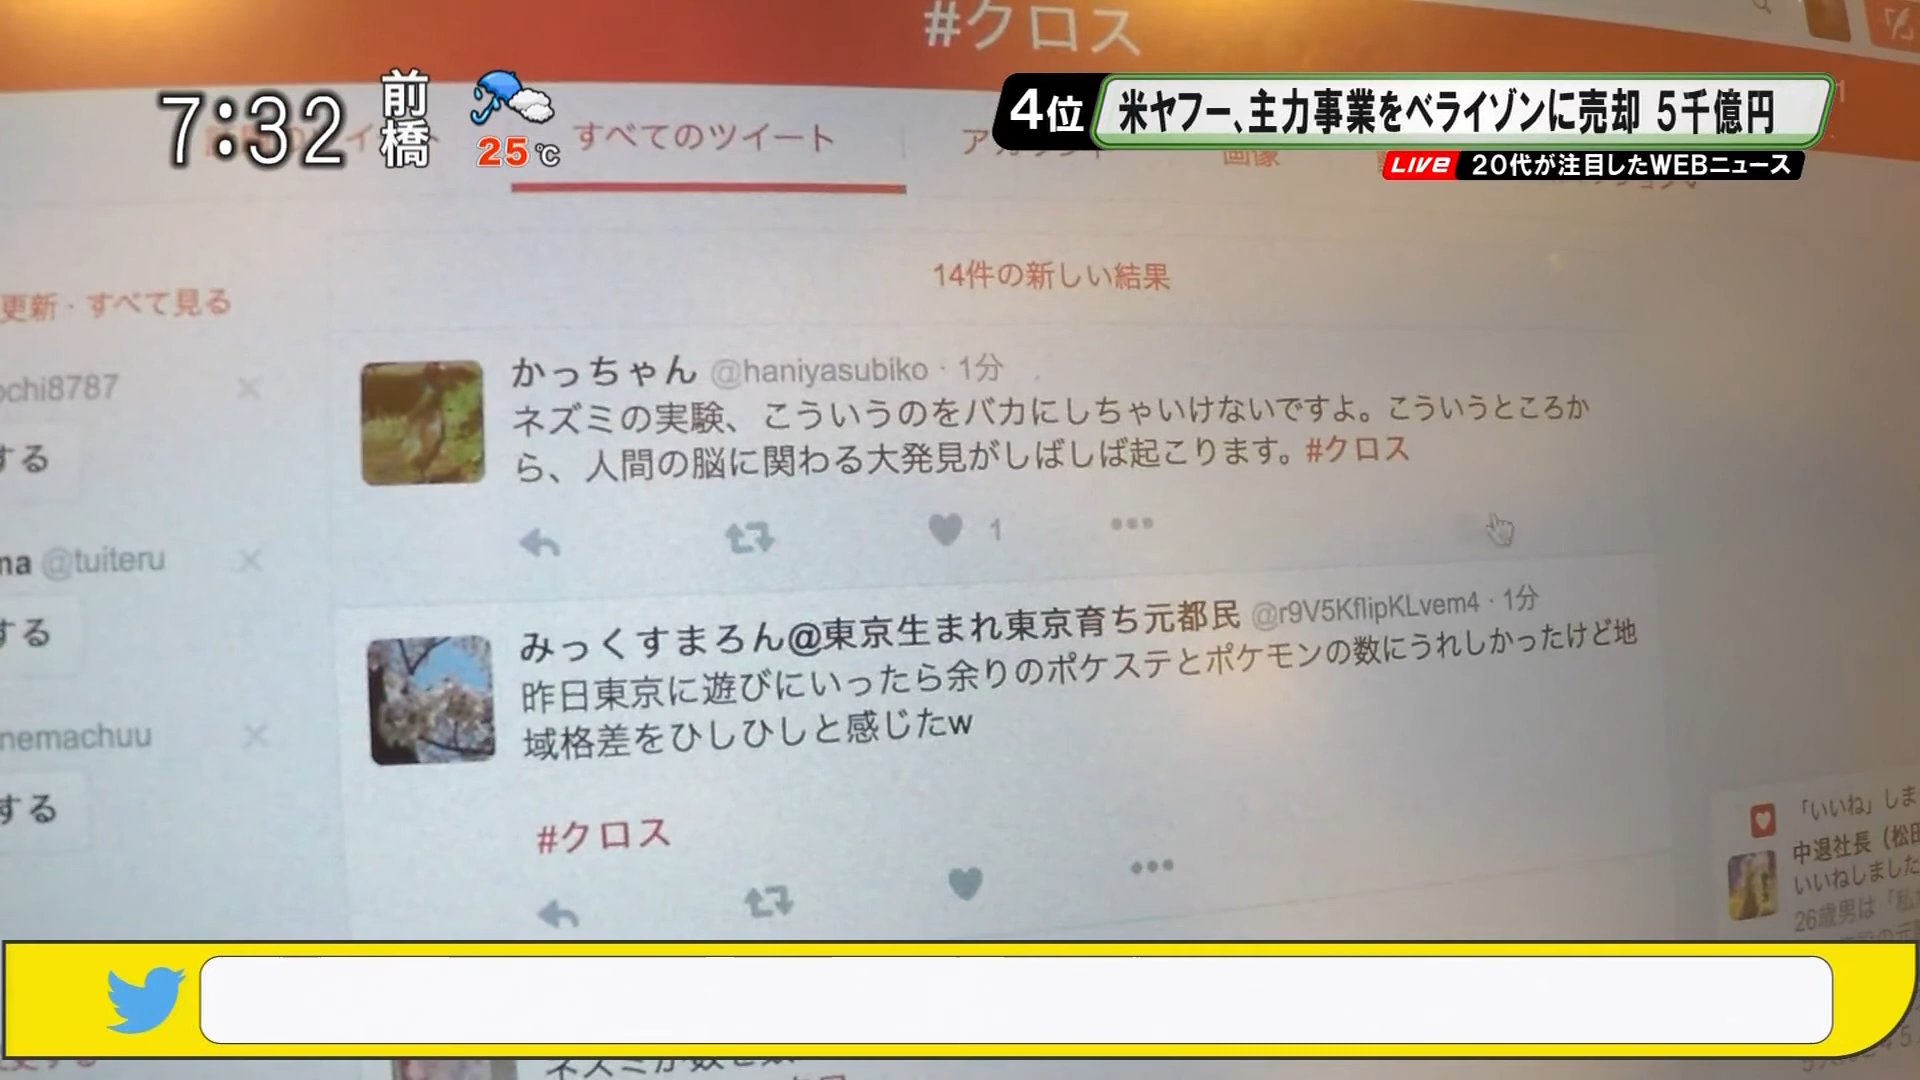 #クロス
7:32
前橋
25℃
4位 米ヤフー、主力事業をベライゾンに売却 5千億円
LIVE 20代が注目したWEBニュース
すべてのツイート
画像
14件の新しい結果
更新・すべて見る
ochi8787
する
かっちゃん @haniyasubiko・1分
ネズミの実験、こういうのをバカにしちゃいけないですよ。こういうところか
ら、人間の脳に関わる大発見がしばしば起こります。#クロス
1
na @tuiteru
する
nemachuu
する
みっくすまろん@東京生まれ東京育ち元都民 @r9V5KflipKLvem4・1分
昨日東京に遊びにいったら余りのポケステとポケモンの数にうれしかったけど地
域格差をひしひしと感じたw
#クロス
「いいね」しま
中退社長（松田
いいねしました
26歳男は「私が